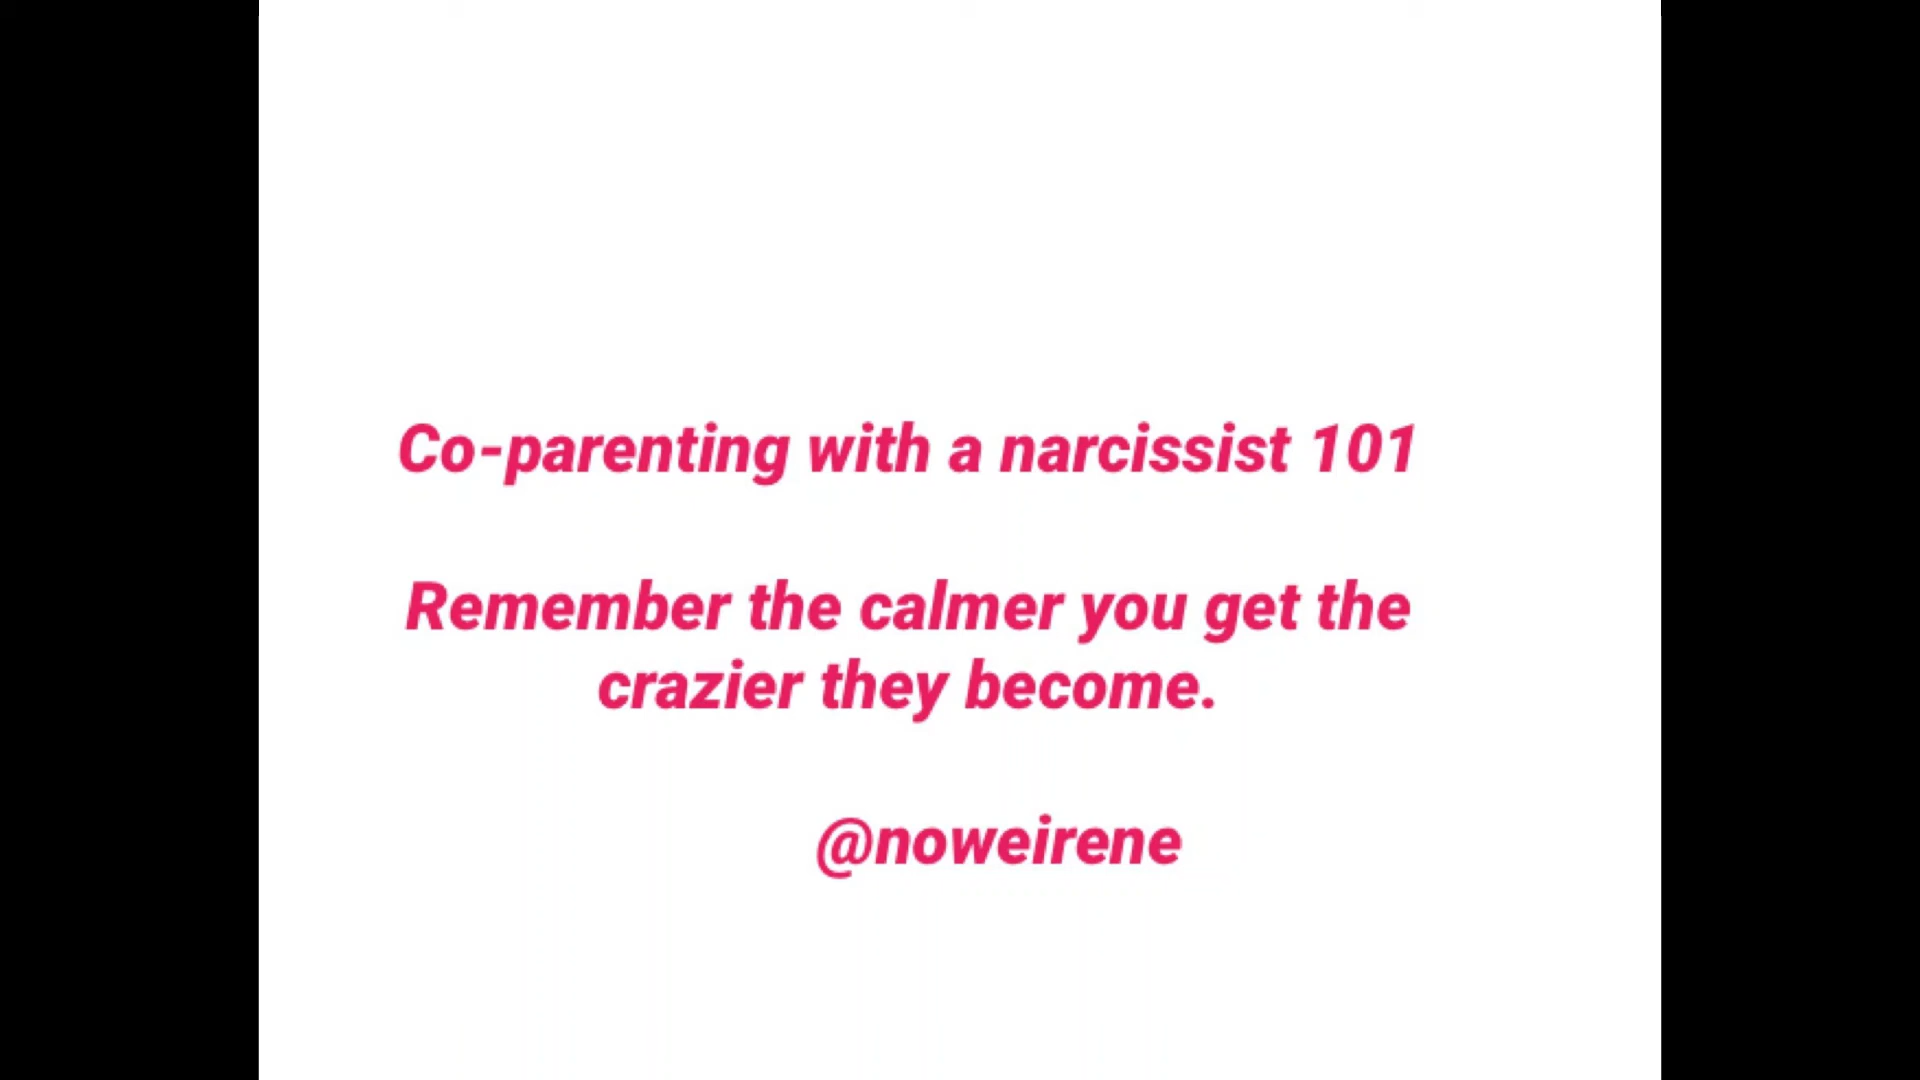 Co-parenting with a narcissist 101
Remember the calmer you get the
crazier they become.
@noweirene